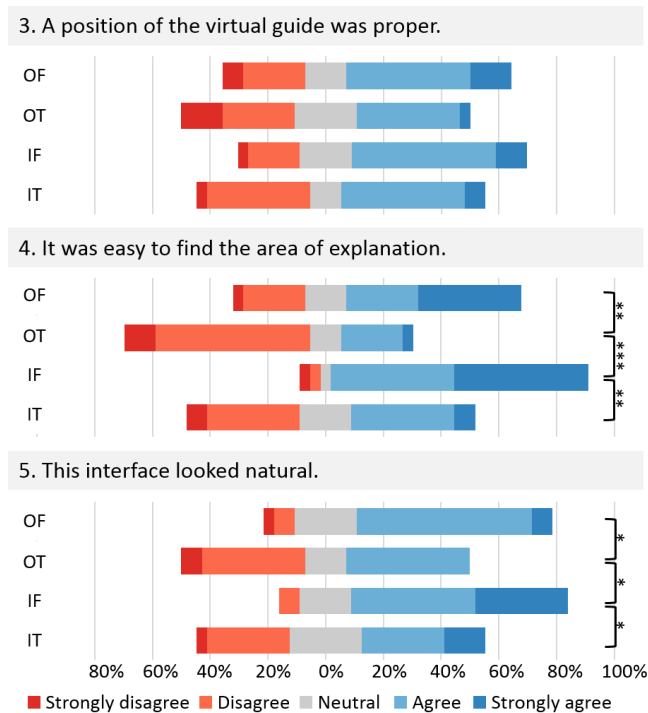 3. A position of the virtual guide was proper.
OF
OT
IF
IT
4. It was easy to find the area of explanation.
OF
**
OT
***
IF
**
IT
5. This interface looked natural.
OF
*
OT
*
IF
*
IT
80% 60% 40% 20% 0% 20% 40% 60% 80% 100%
Strongly disagree Disagree Neutral Agree Strongly agree